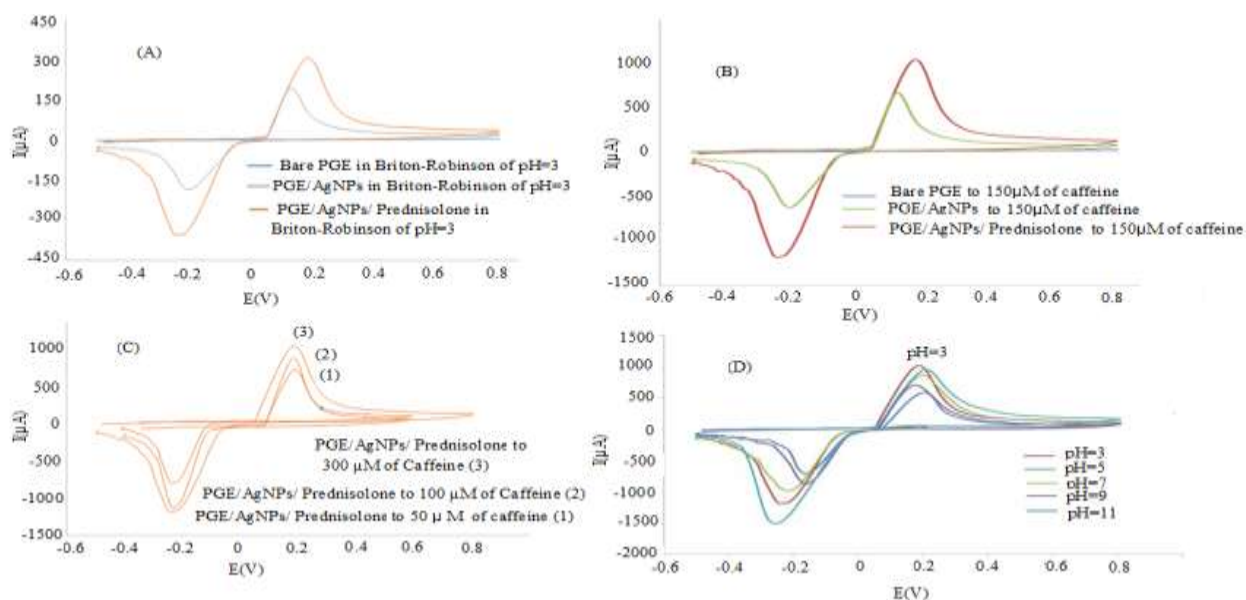 450
300
150
0
-150
-300
-450
I(µA)
(A)
Bare PGE in Briton-Robinson of pH=3
PGE/AgNPs in Briton-Robinson of pH=3
PGE/AgNPs/ Prednisolone in
Briton-Robinson of pH=3
-0.6 -0.4 -0.2 0 0.2 0.4 0.6 0.8
E(V)
1000
500
0
-500
-1000
-1500
I(µA)
(B)
Bare PGE to 150µM of caffeine
PGE/AgNPs to 150µM of caffeine
PGE/AgNPs/ Prednisolone to 150µM of caffeine
-0.6 -0.4 -0.2 0 0.2 0.4 0.6 0.8
E(V)
1000
500
0
-500
-1000
-1500
I(µA)
(C)
(3)
(2)
(1)
PGE/AgNPs/ Prednisolone to
300 µM of Caffeine (3)
PGE/AgNPs/ Prednisolone to 100 µM of Caffeine (2)
PGE/AgNPs/ Prednisolone to 50 µ M of caffeine (1)
-0.6 -0.4 -0.2 0 0.2 0.4 0.6 0.8
E(V)
1500
1000
500
0
-500
-1000
-1500
-2000
I(µA)
pH=3
(D)
pH=3
pH=5
pH=7
pH=9
pH=11
-0.6 -0.4 -0.2 0 0.2 0.4 0.6 0.8
E(V)